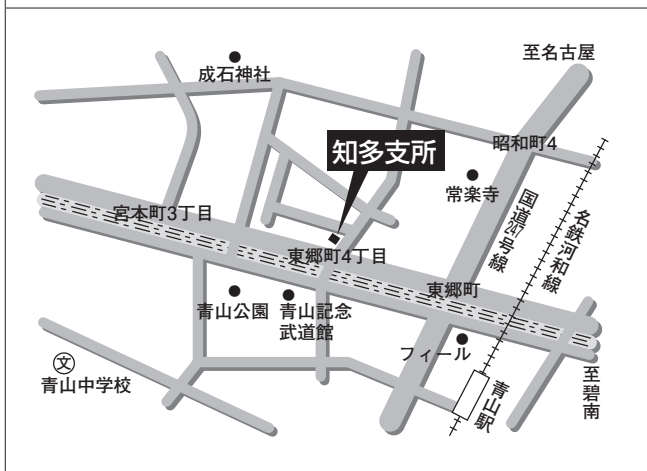 至名古屋
成石神社
昭和町4
知多支所
常楽寺
国道247号線
名鉄河和線
宮本町3丁目
東郷町4丁目
東郷町
青山公園
青山記念
武道館
フィール
文
青山中学校
青山駅
至碧南